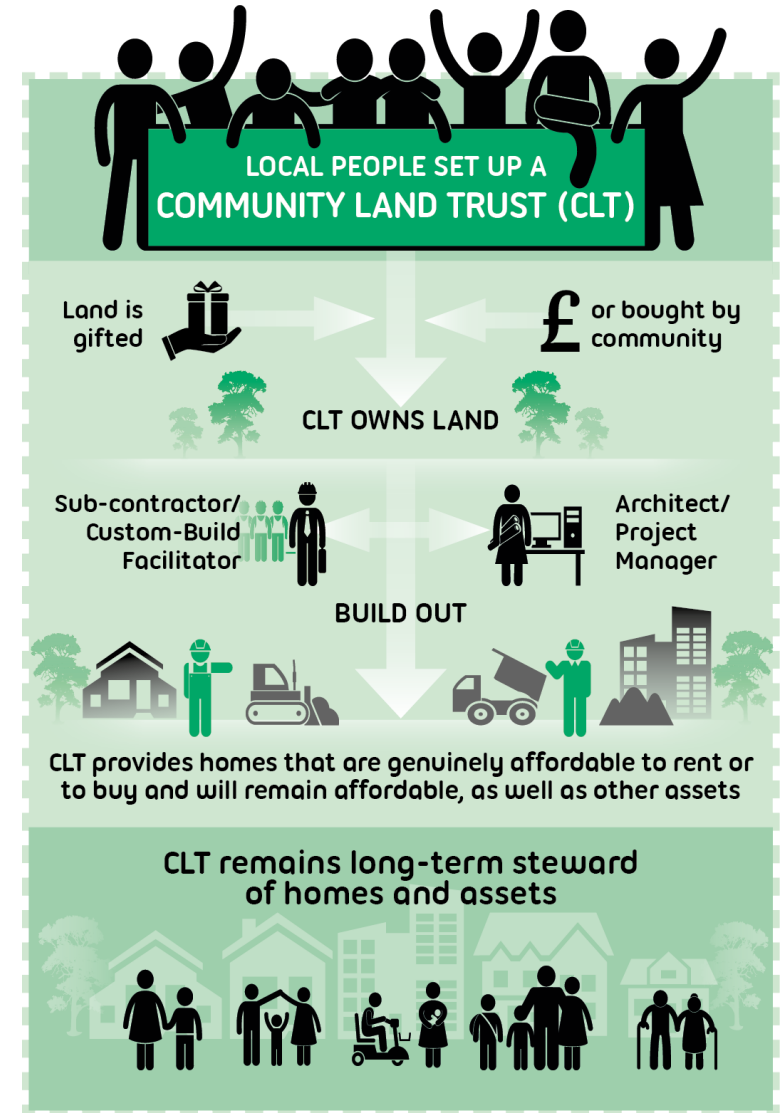 LOCAL PEOPLE SET UP A
COMMUNITY LAND TRUST (CLT)
Land is
gifted
£
or bought by
community
CLT OWNS LAND
Sub-contractor/
Custom-Build
Facilitator
Architect/
Project
Manager
BUILD OUT
CLT provides homes that are genuinely affordable to rent or
to buy and will remain affordable, as well as other assets
CLT remains long-term steward
of homes and assets